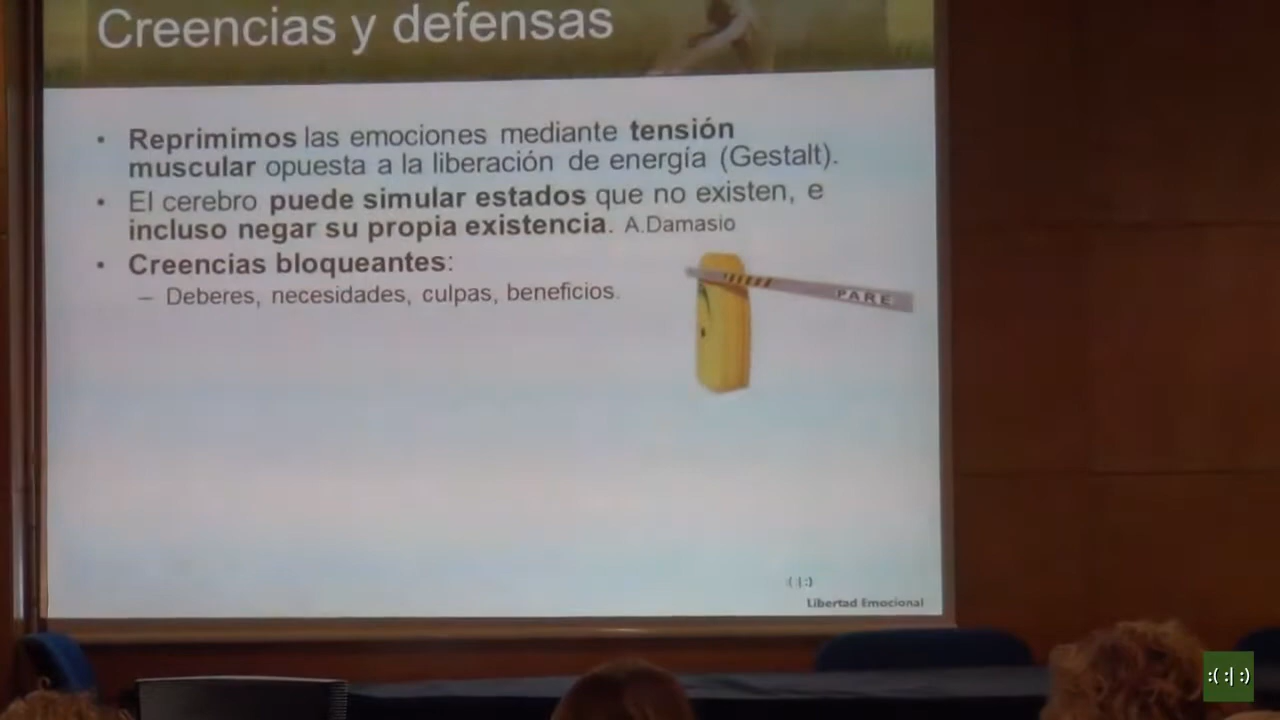 Creencias y defensas
• Reprimimos las emociones mediante tensión
muscular opuesta a la liberación de energía (Gestalt).
• El cerebro puede simular estados que no existen, e
incluso negar su propia existencia. A.Damasio
• Creencias bloqueantes:
– Deberes, necesidades, culpas, beneficios.
PARE
:( :| :)
Libertad Emocional
:( :| :)